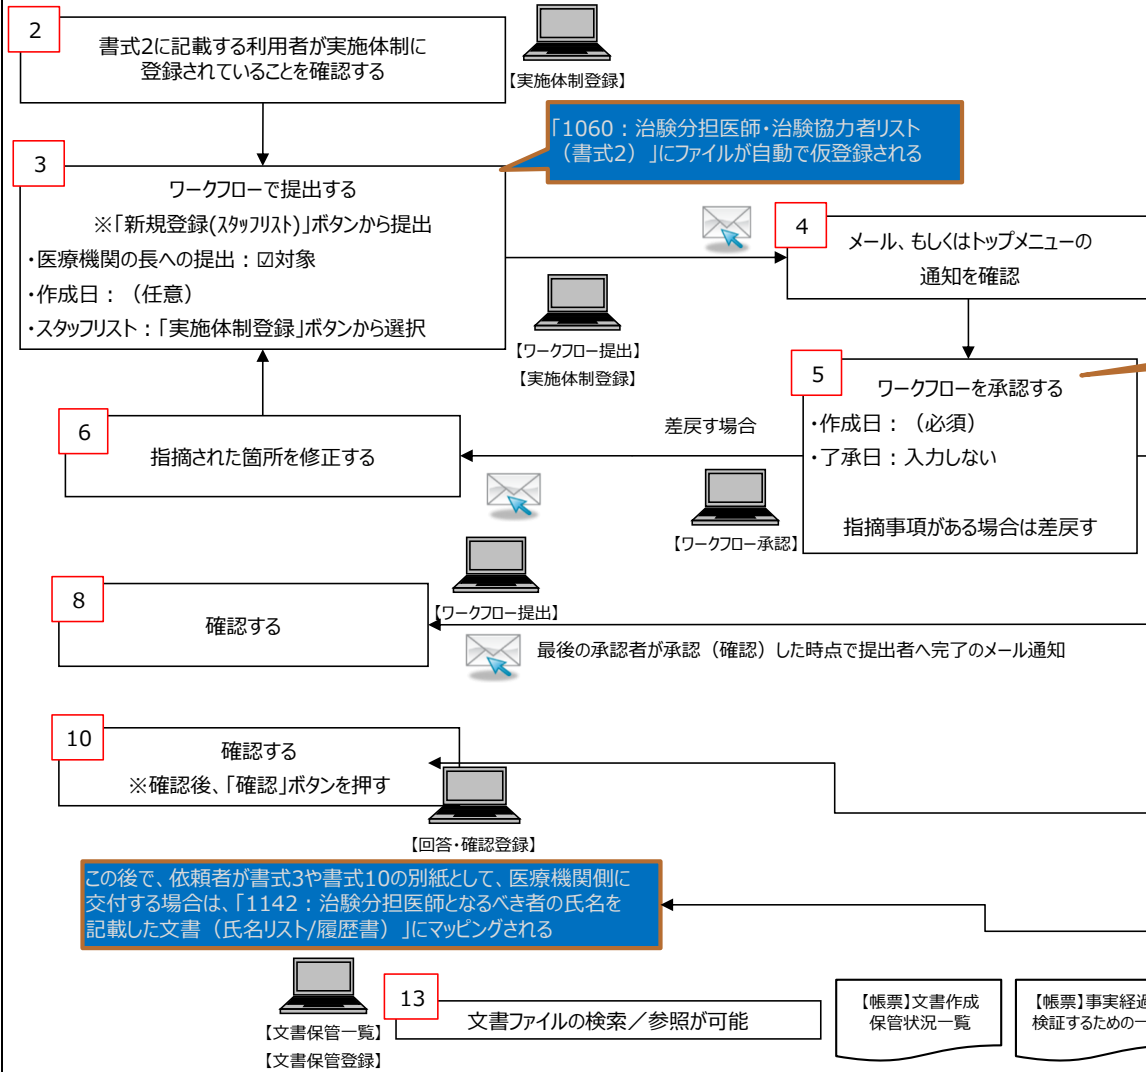 2
書式2に記載する利用者が実施体制に
登録されていることを確認する
【実施体制登録】
「1060：治験分担医師・治験協力者リスト
（書式2）」にファイルが自動で仮登録される
3
ワークフローで提出する
※「新規登録(スタッフリスト)」ボタンから提出
・医療機関の長への提出：☑対象
・作成日：（任意）
・スタッフリスト：「実施体制登録」ボタンから選択
【ワークフロー提出】
【実施体制登録】
4
メール、もしくはトップメニューの
通知を確認
5
ワークフローを承認する
・作成日：（必須）
・了承日：入力しない
指摘事項がある場合は差戻す
差戻す場合
【ワークフロー承認】
6
指摘された箇所を修正する
【ワークフロー提出】
8
確認する
最後の承認者が承認（確認）した時点で提出者へ完了のメール通知
10
確認する
※確認後、「確認」ボタンを押す
【回答・確認登録】
この後で、依頼者が書式3や書式10の別紙として、医療機関側に
交付する場合は、「1142：治験分担医師となるべき者の氏名を
記載した文書（氏名リスト/履歴書）」にマッピングされる
【文書保管一覧】
【文書保管登録】
13
文書ファイルの検索／参照が可能
【帳票】文書作成
保管状況一覧
【帳票】事実経過
検証するための一